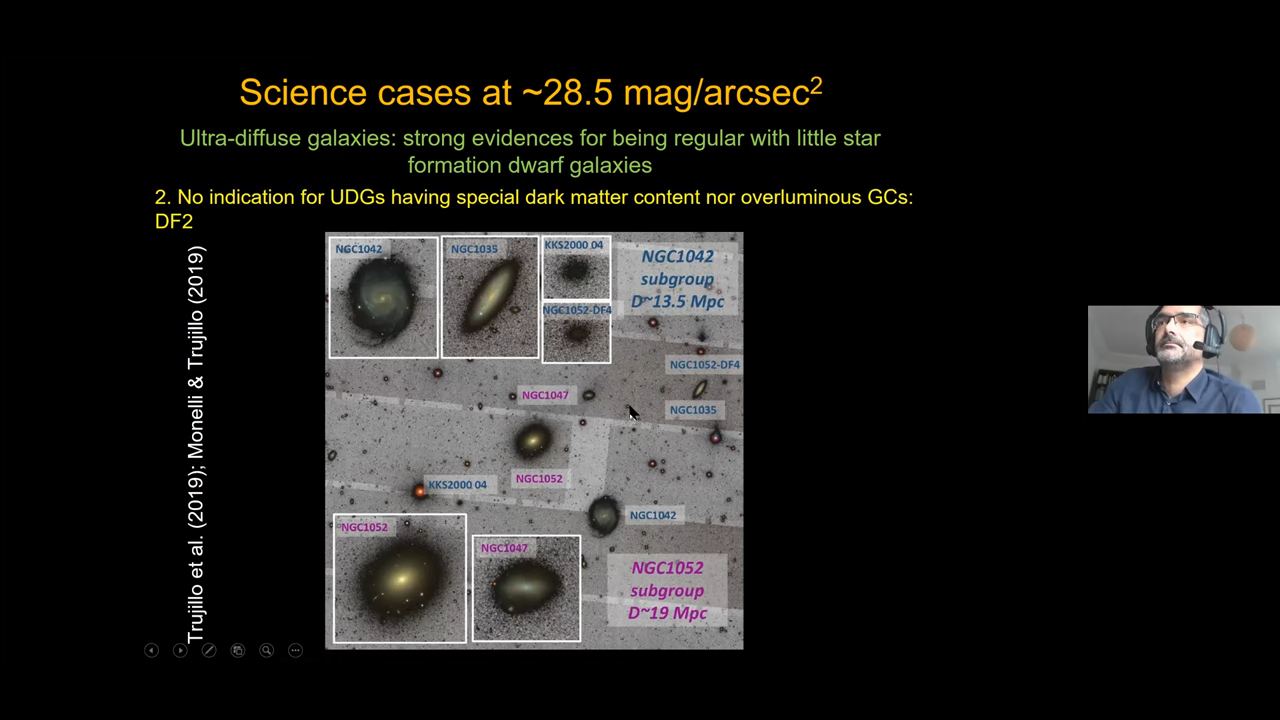 Science cases at ~28.5 mag/arcsec²
Ultra-diffuse galaxies: strong evidences for being regular with little star
formation dwarf galaxies
2. No indication for UDGs having special dark matter content nor overluminous GCs:
DF2
Trujillo et al. (2019); Monelli & Trujillo (2019)
NGC1042
NGC1035
KKS2000 04
NGC1052-DF4
NGC1042
subgroup
D~13.5 Mpc
NGC1052-DF4
NGC1047
NGC1035
NGC1052
KKS2000 04
NGC1042
NGC1052
NGC1047
NGC1052
subgroup
D~19 Mpc